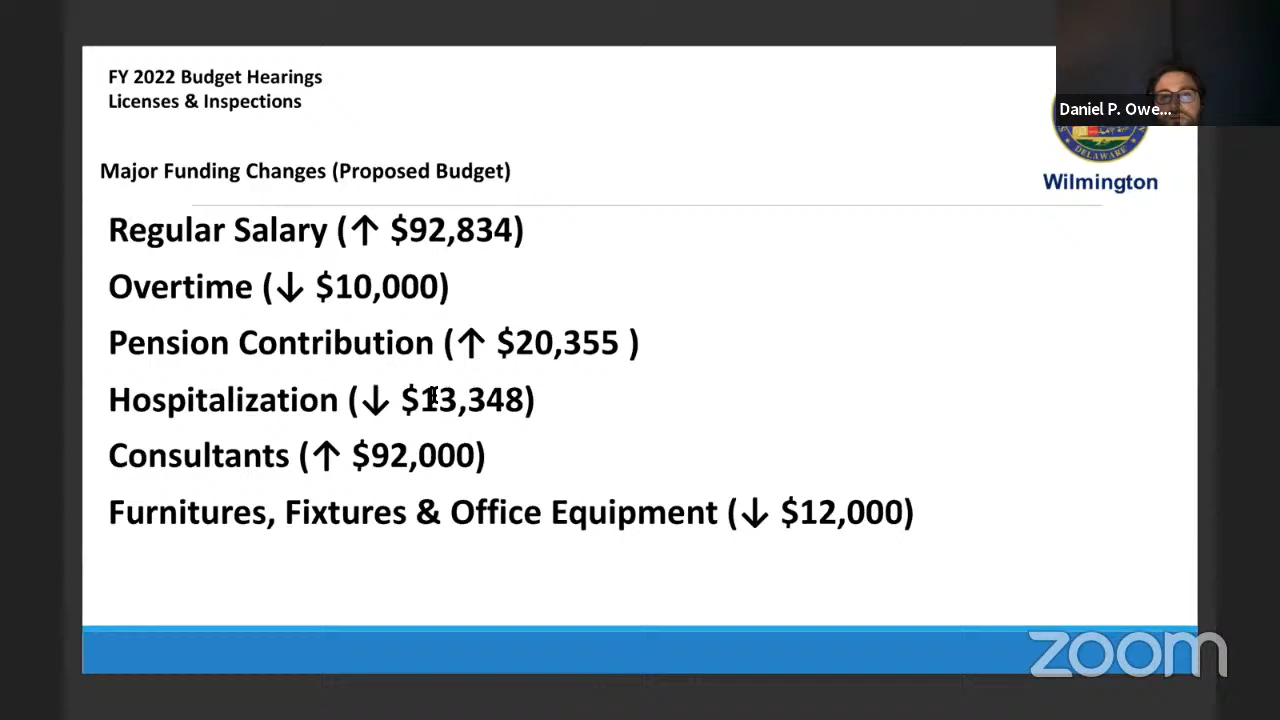 FY 2022 Budget Hearings
Licenses & Inspections
Daniel P. Owe...
DELAWARE
Wilmington
Major Funding Changes (Proposed Budget)
Regular Salary (↑ $92,834)
Overtime (↓ $10,000)
Pension Contribution (↑ $20,355 )
Hospitalization (↓ $13,348)
Consultants (↑ $92,000)
Furnitures, Fixtures & Office Equipment (↓ $12,000)
zoom